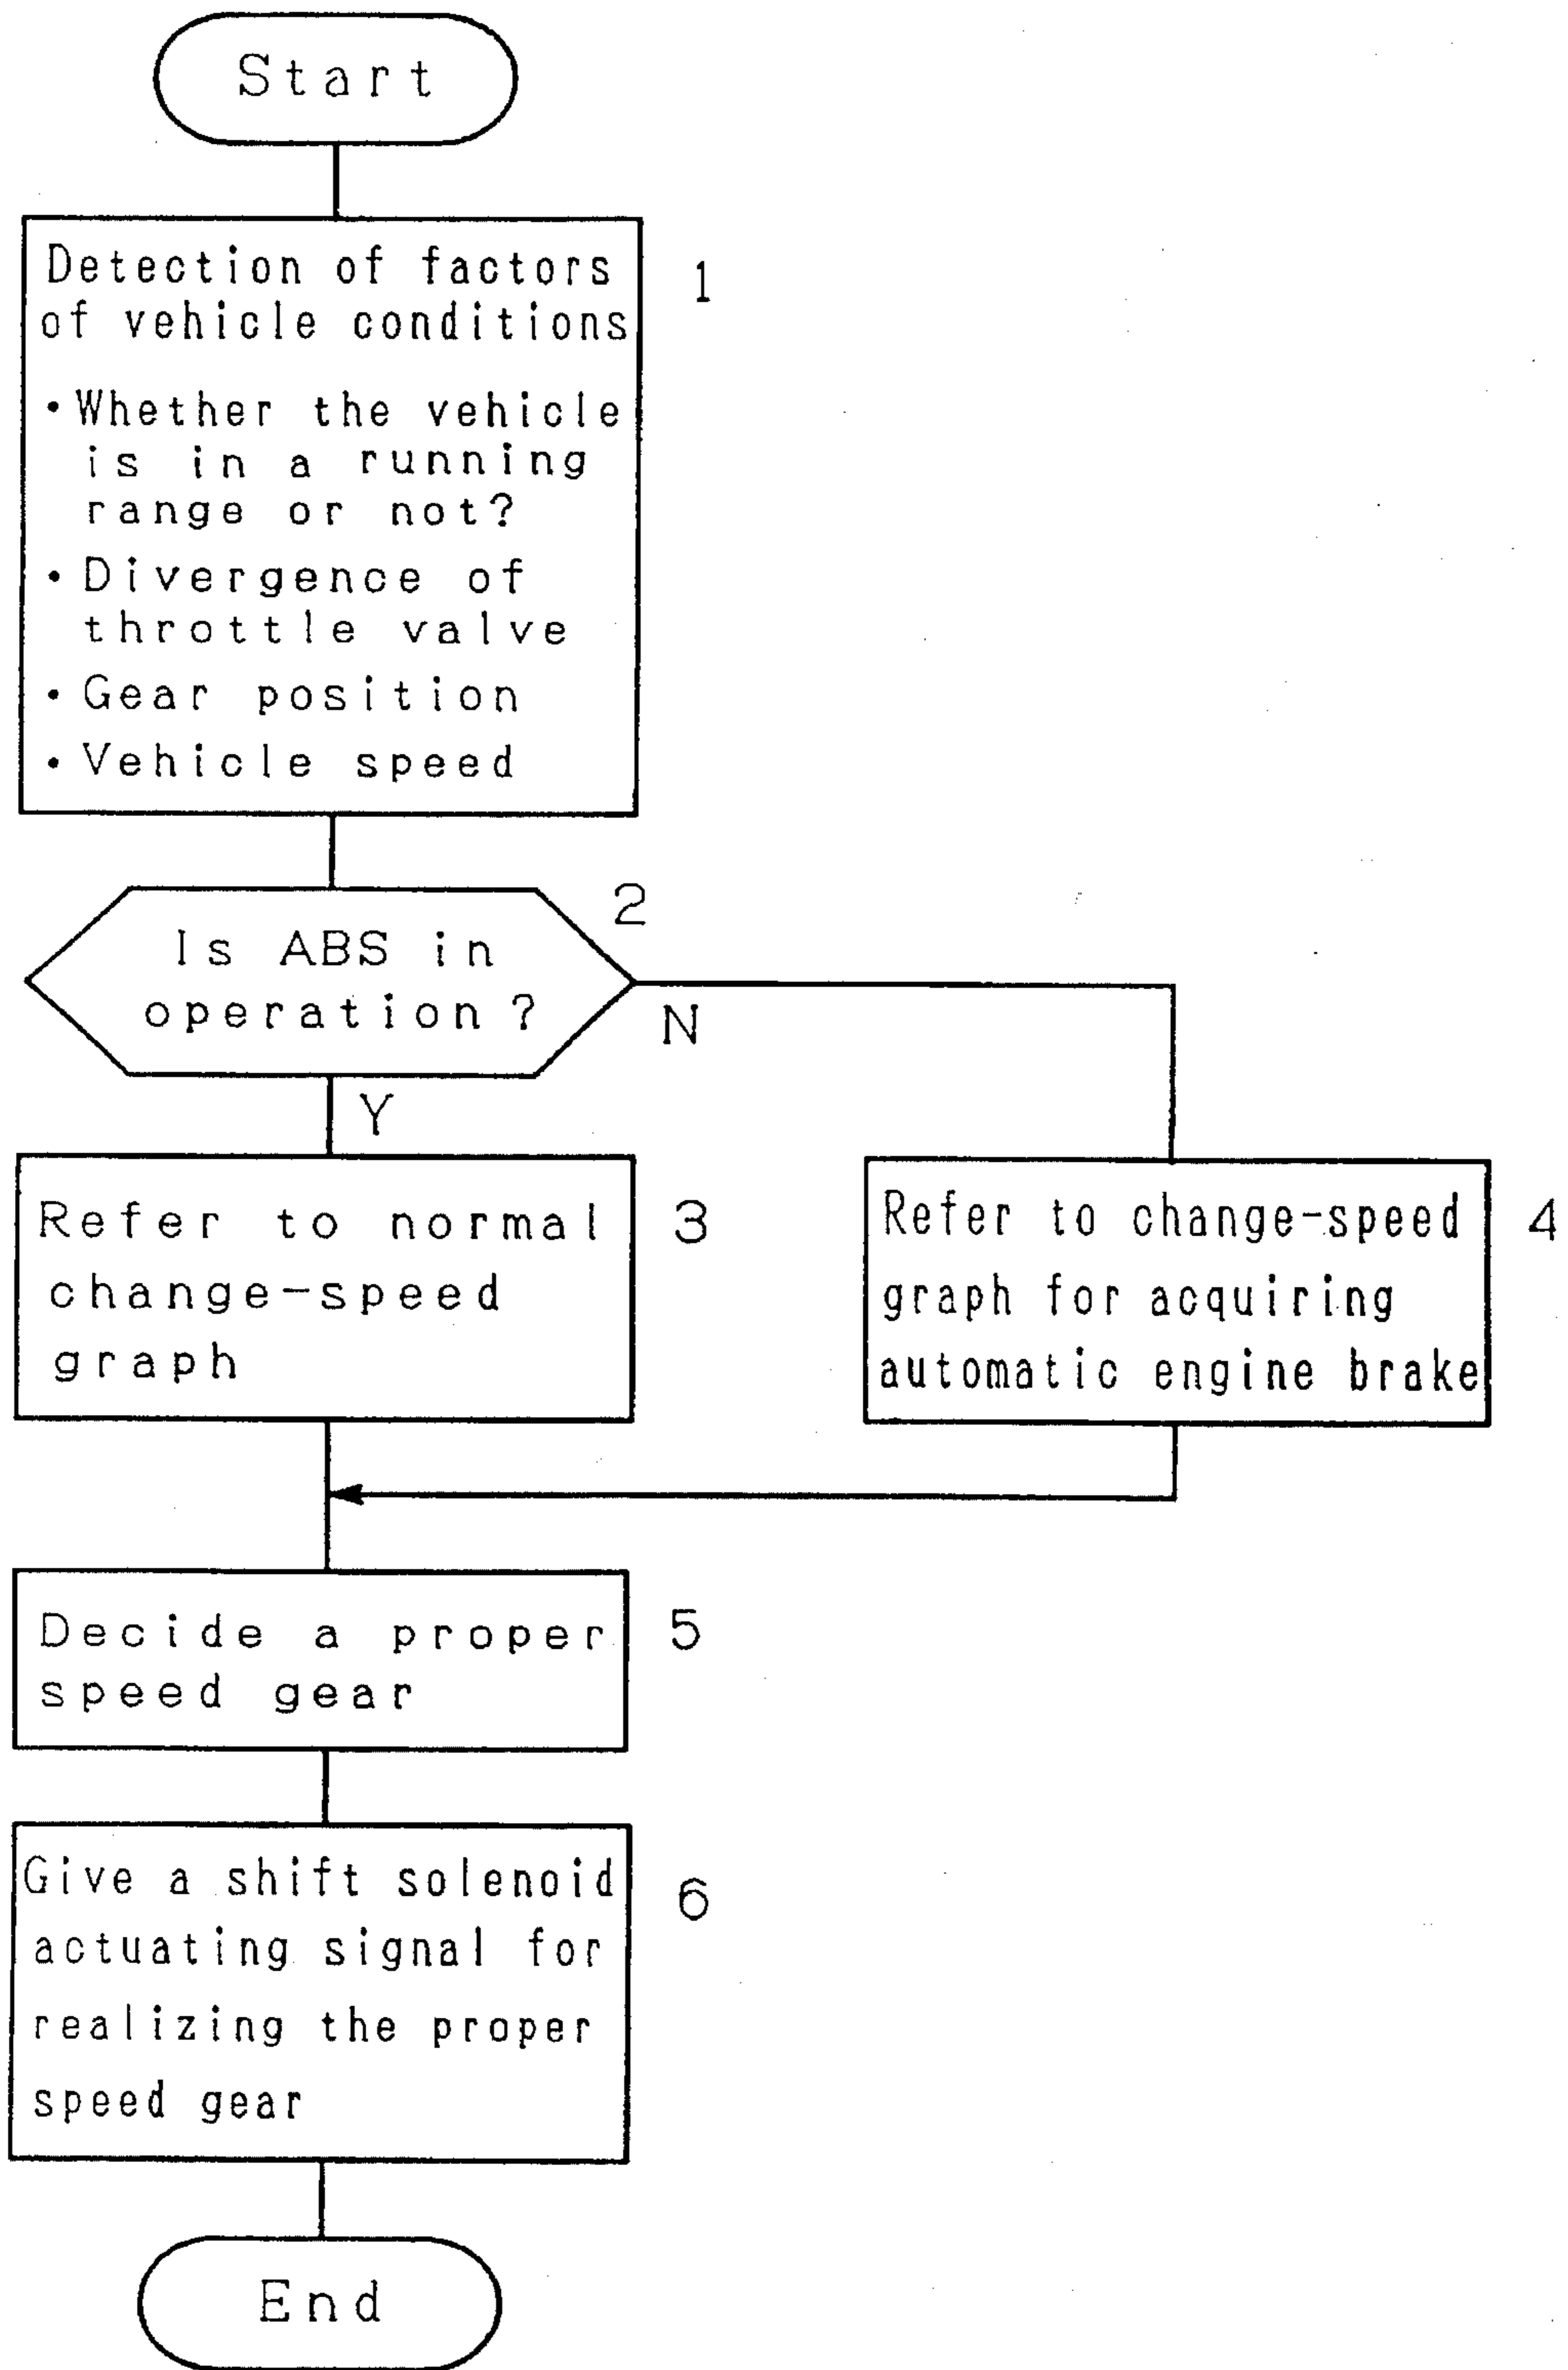 Start
Detection of factors
of vehicle conditions
・Whether the vehicle
is in a running
range or not?
・Divergence of
throttle valve
・Gear position
・Vehicle speed
1
Is ABS in
operation?
2
N
Y
Refer to normal
change-speed
graph
3
Refer to change-speed
graph for acquiring
automatic engine brake
4
Decide a proper
speed gear
5
Give a shift solenoid
actuating signal for
realizing the proper
speed gear
6
End